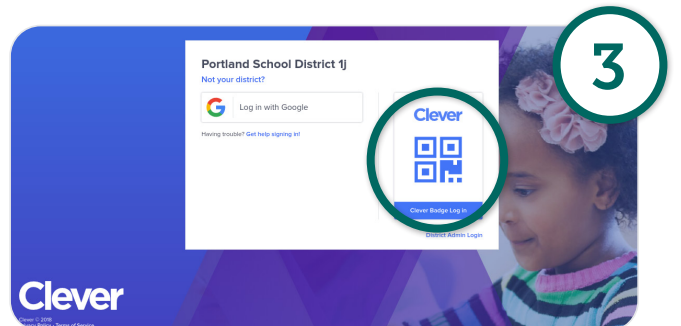 3
Portland School District 1j
Not your district?
Log in with Google
Having trouble? Get help signing in!
Clever
Clever Badge Log in
District Admin Login
Clever
Clever © 2018
Privacy Policy - Terms of Service